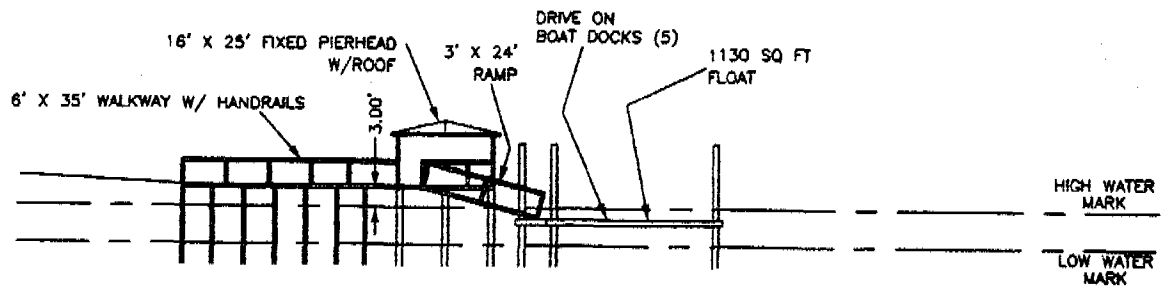 DRIVE ON
BOAT DOCKS (5)
16' X 25' FIXED PIERHEAD
W/ROOF
3' X 24'
RAMP
1130 SQ FT
FLOAT
6' X 35' WALKWAY W/ HANDRAILS
3.00'
HIGH WATER
MARK
LOW WATER
MARK